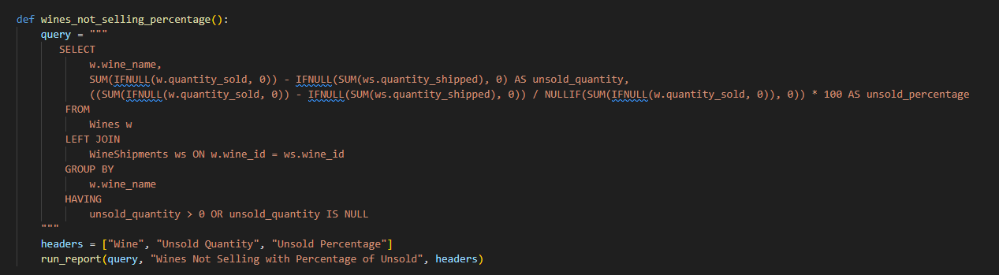 def wines_not_selling_percentage():
    query = """
       SELECT
            w.wine_name,
            SUM(IFNULL(w.quantity_sold, 0)) - IFNULL(SUM(ws.quantity_shipped), 0) AS unsold_quantity,
            ((SUM(IFNULL(w.quantity_sold, 0)) - IFNULL(SUM(ws.quantity_shipped), 0)) / NULLIF(SUM(IFNULL(w.quantity_sold, 0)), 0)) * 100 AS unsold_percentage
        FROM
            Wines w
        LEFT JOIN
            WineShipments ws ON w.wine_id = ws.wine_id
        GROUP BY
            w.wine_name
        HAVING
            unsold_quantity > 0 OR unsold_quantity IS NULL
    """
    headers = ["Wine", "Unsold Quantity", "Unsold Percentage"]
    run_report(query, "Wines Not Selling with Percentage of Unsold", headers)